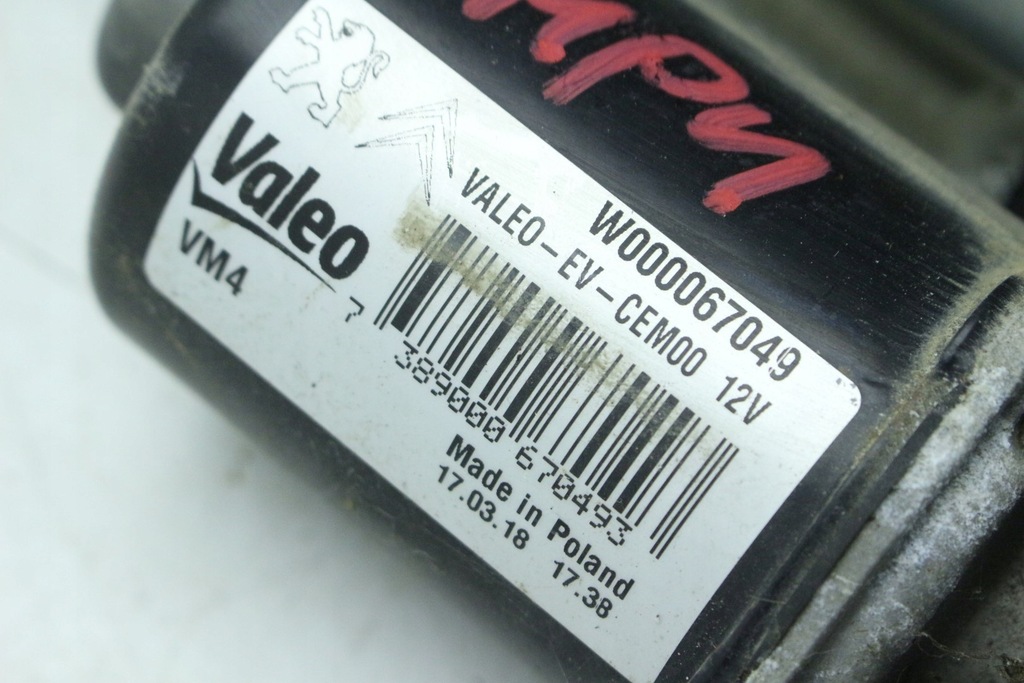 W000067049
VALEO-EV-CEM00 12V
Valeo
VM4
7 389000 670493
Made in Poland
17.03.18 17.38